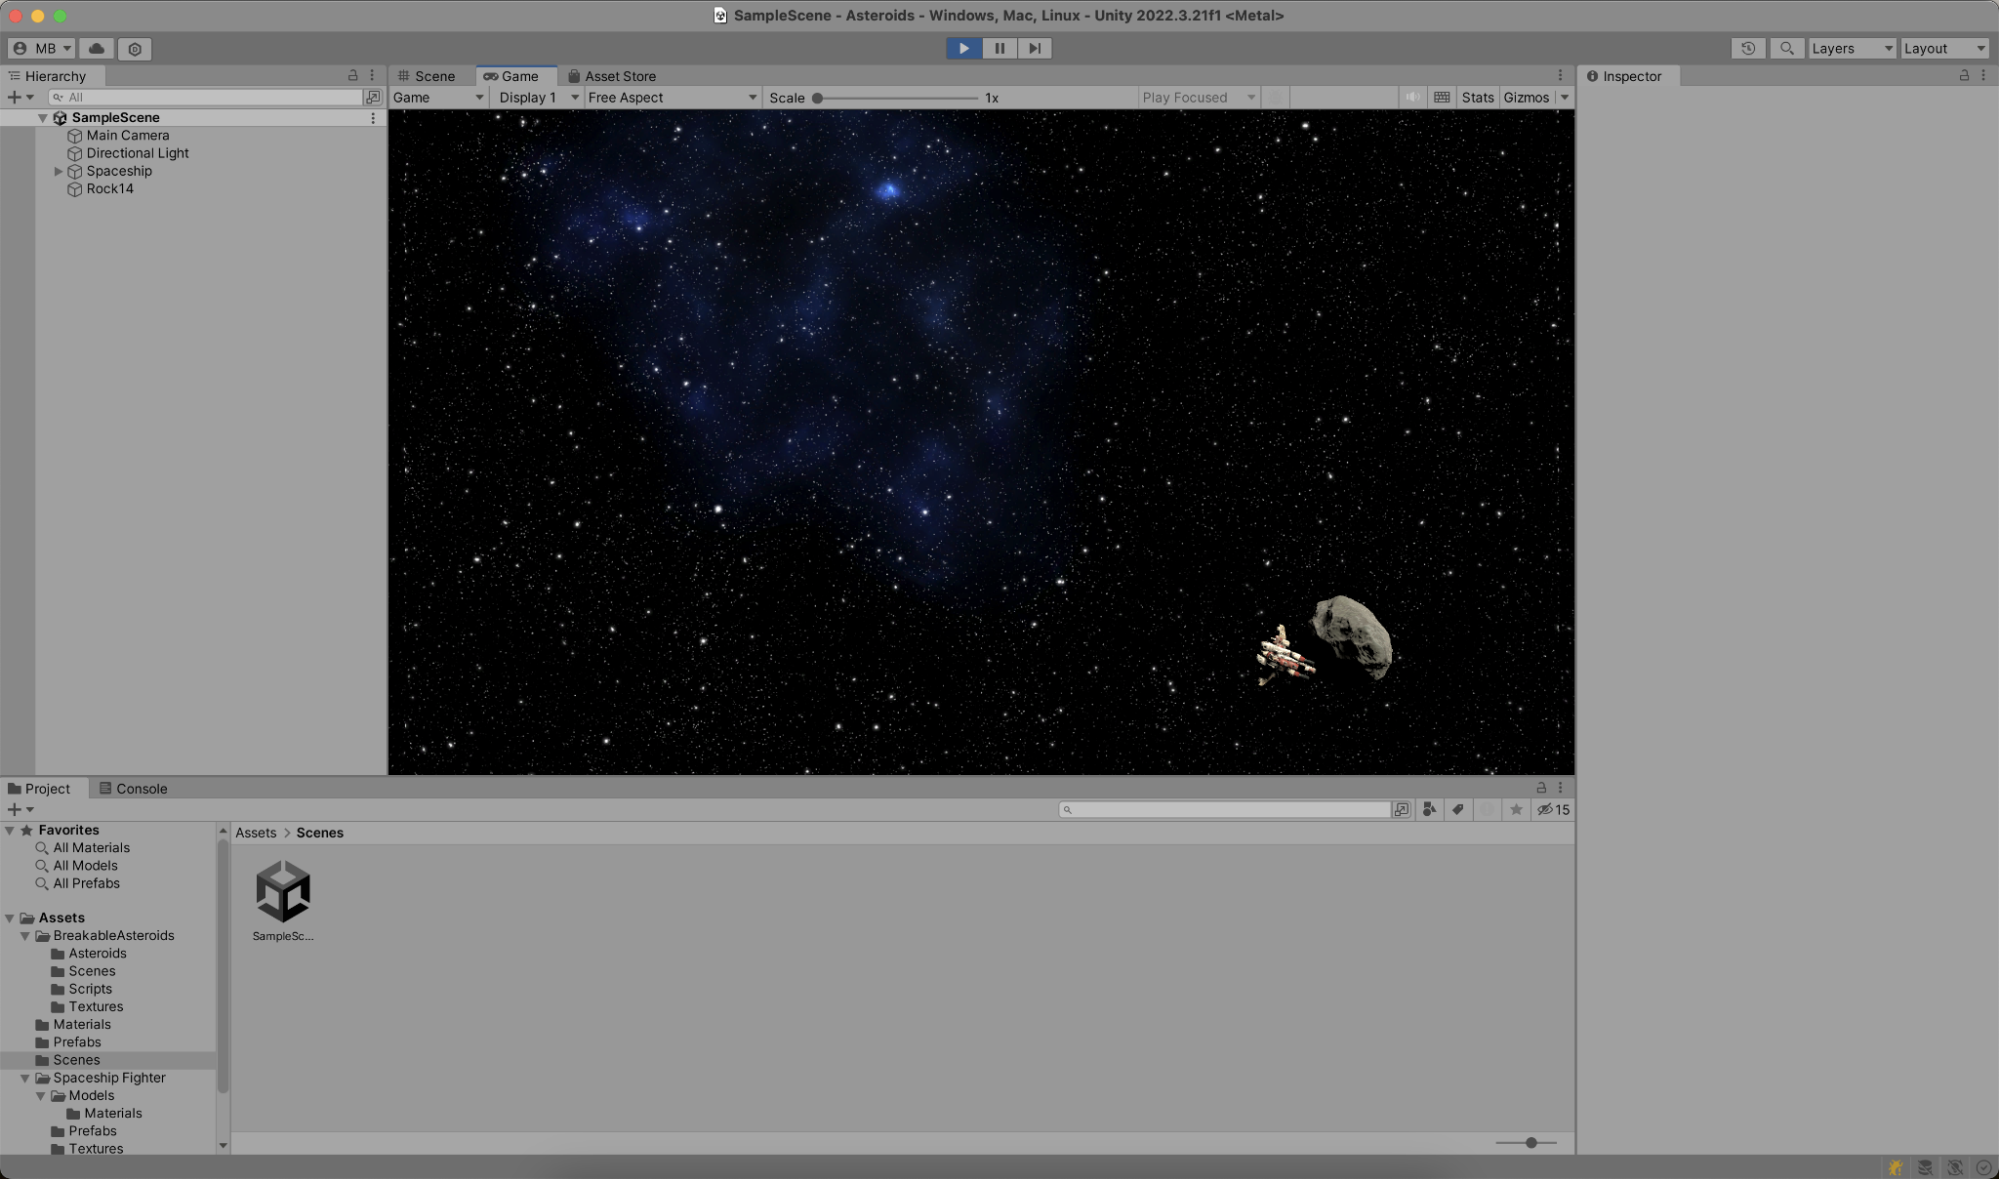 SampleScene - Asteroids - Windows, Mac, Linux - Unity 2022.3.21f1 <Metal>
MB
Layers
Layout
Hierarchy
All
SampleScene
Main Camera
Directional Light
Spaceship
Rock14
Scene
Game
Asset Store
Game
Display 1
Free Aspect
Scale
1x
Play Focused
Stats
Gizmos
Inspector
Project
Console
15
Favorites
All Materials
All Models
All Prefabs
Assets
BreakableAsteroids
Asteroids
Scenes
Scripts
Textures
Materials
Prefabs
Scenes
Spaceship Fighter
Models
Materials
Prefabs
Textures
Assets > Scenes
SampleSc...